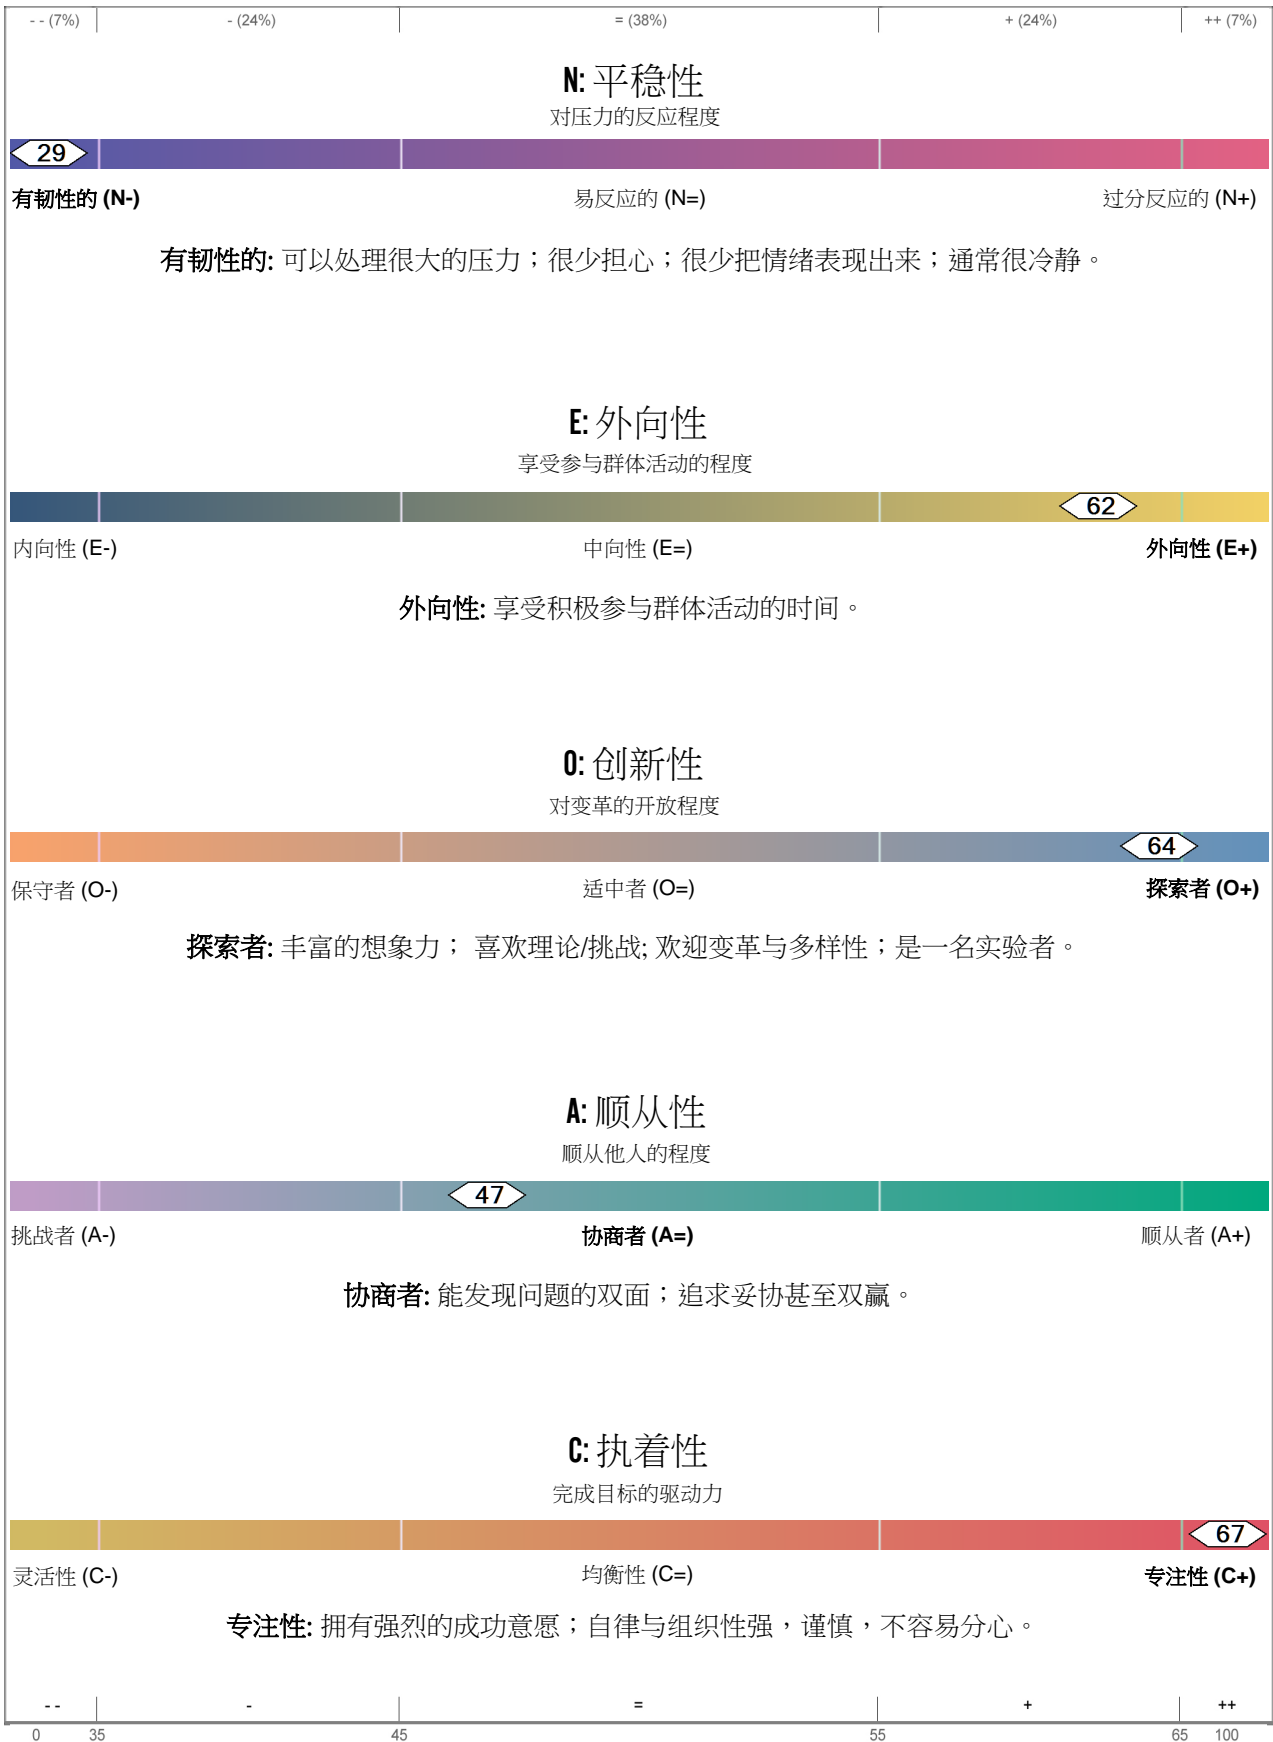 - - (7%) - (24%) = (38%) + (24%) ++ (7%)
N: 平稳性
对压力的反应程度
29
有韧性的 (N-) 易反应的 (N=) 过分反应的 (N+)
有韧性的: 可以处理很大的压力；很少担心；很少把情绪表现出来；通常很冷静。
E: 外向性
享受参与群体活动的程度
62
内向性 (E-) 中向性 (E=) 外向性 (E+)
外向性: 享受积极参与群体活动的时间。
O: 创新性
对变革的开放程度
64
保守者 (O-) 适中者 (O=) 探索者 (O+)
探索者: 丰富的想象力； 喜欢理论/挑战; 欢迎变革与多样性；是一名实验者。
A: 顺从性
顺从他人的程度
47
挑战者 (A-) 协商者 (A=) 顺从者 (A+)
协商者: 能发现问题的双面；追求妥协甚至双赢。
C: 执着性
完成目标的驱动力
67
灵活性 (C-) 均衡性 (C=) 专注性 (C+)
专注性: 拥有强烈的成功意愿；自律与组织性强，谨慎，不容易分心。
- - - = + ++
0 35 45 55 65 100